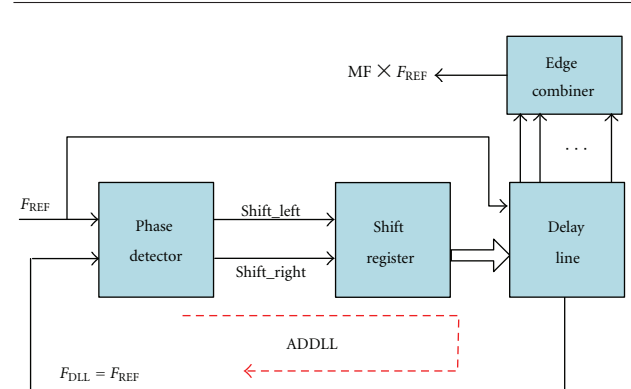 MF × F_REF
Edge
combiner
...
F_REF
Phase
detector
Shift_left
Shift_right
Shift
register
Delay
line
ADDLL
F_DLL = F_REF